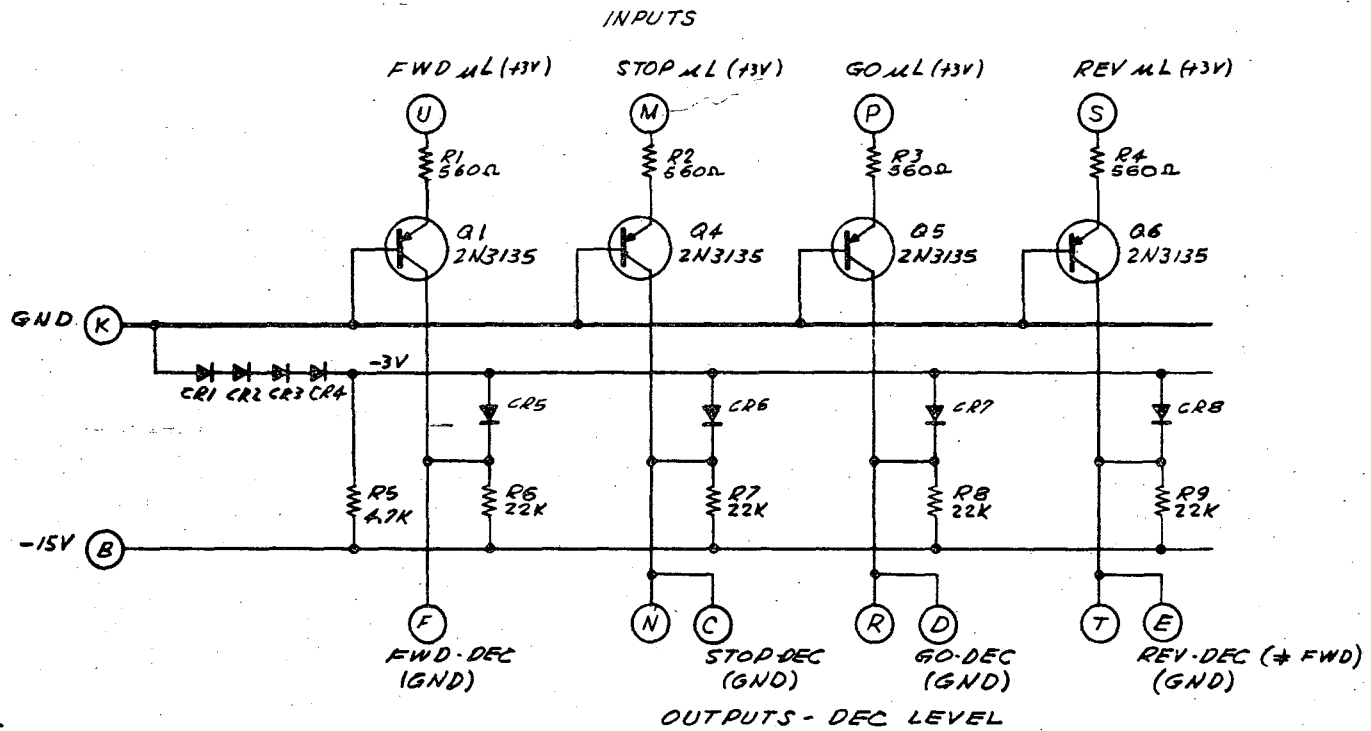 INPUTS
FWD µL (+3V)
STOP µL (+3V)
GO µL (+3V)
REV µL (+3V)
U
M
P
S
R1
560Ω
R2
560Ω
R3
560Ω
R4
560Ω
Q1
2N3135
Q4
2N3135
Q5
2N3135
Q6
2N3135
GND
K
-3V
CR1 CR2 CR3 CR4
CR5
CR6
CR7
CR8
R5
4.7K
R6
22K
R7
22K
R8
22K
R9
22K
-15V
B
F
N
C
R
D
T
E
FWD-DEC
(GND)
STOP-DEC
(GND)
GO-DEC
(GND)
REV-DEC (≠ FWD)
(GND)
OUTPUTS - DEC LEVEL